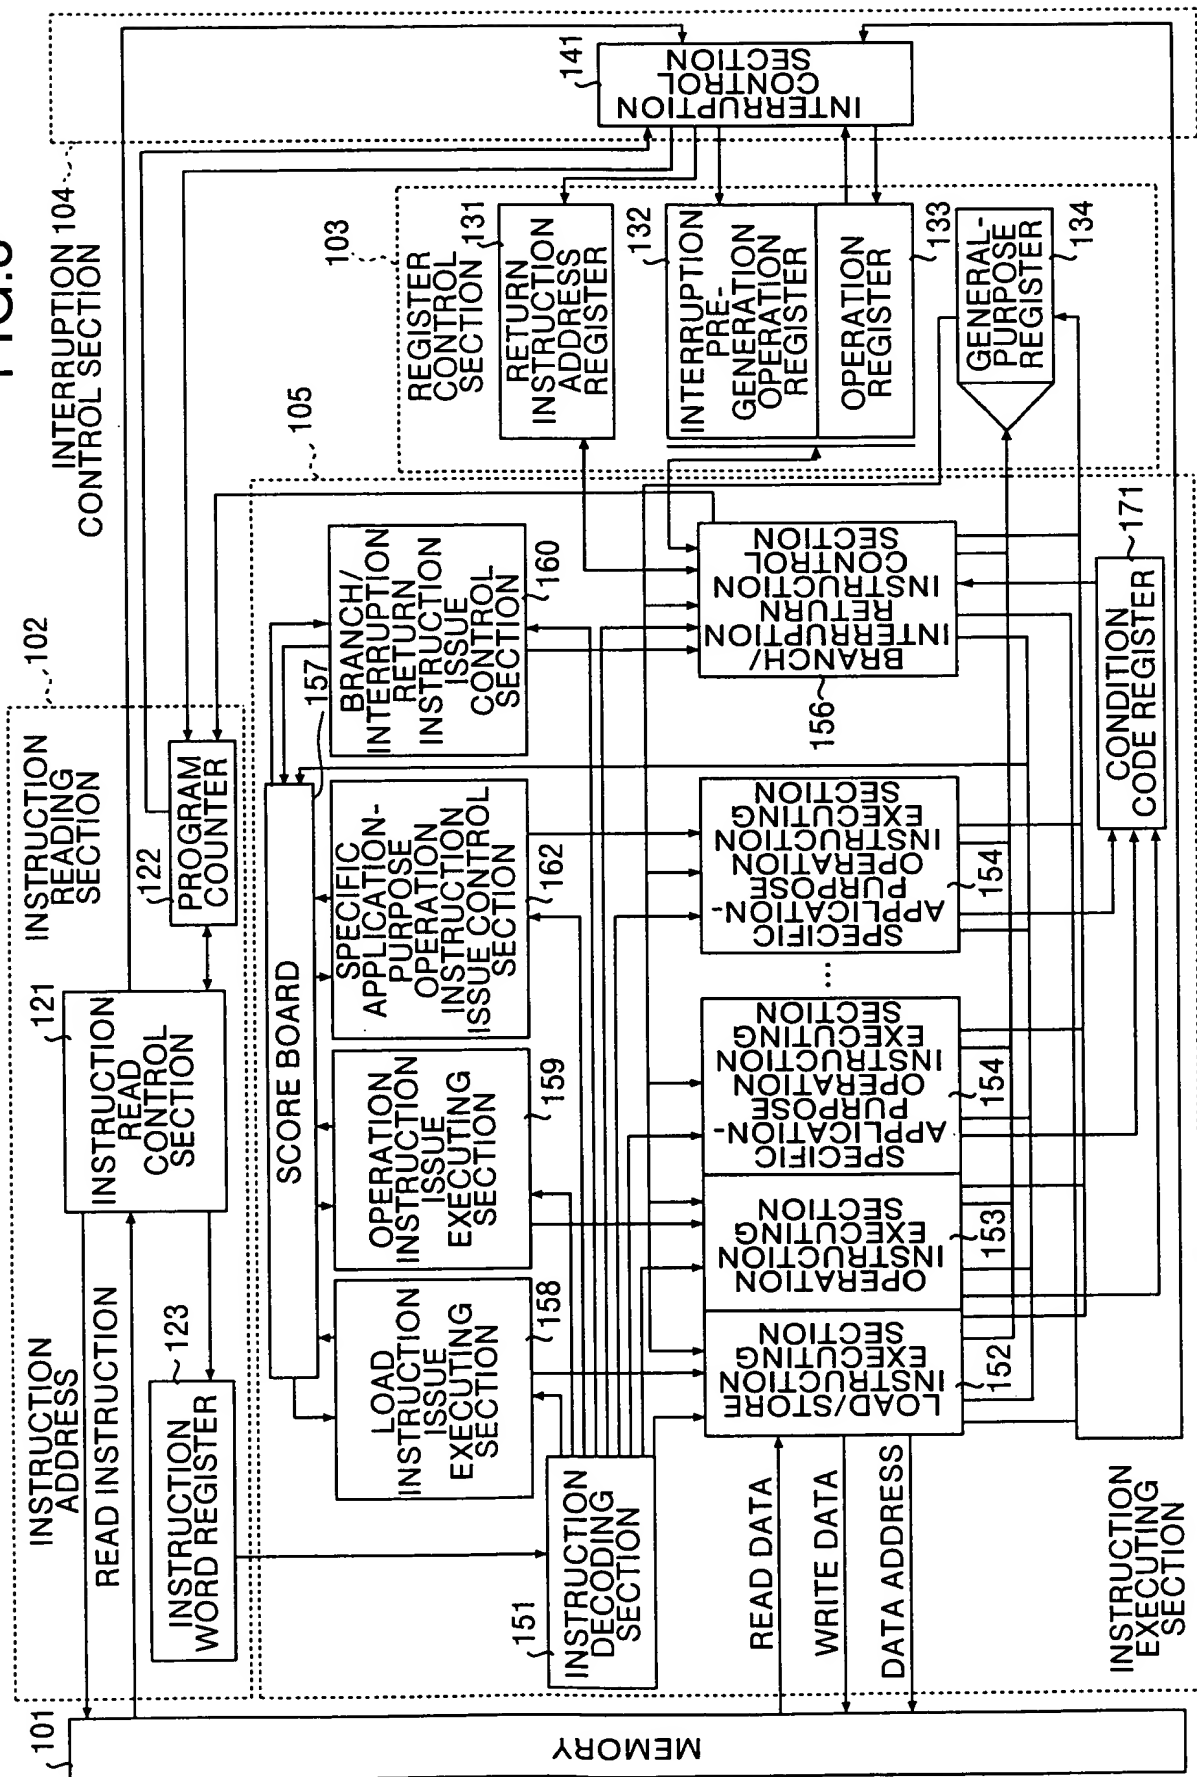 101
MEMORY
INSTRUCTION
ADDRESS
READ INSTRUCTION
INSTRUCTION
READING
SECTION
102
121
INSTRUCTION
READ
CONTROL
SECTION
122
PROGRAM
COUNTER
123
INSTRUCTION
WORD REGISTER
INTERRUPTION
CONTROL SECTION
104
141
INTERRUPTION
CONTROL
SECTION
103
REGISTER
CONTROL
SECTION
131
RETURN
INSTRUCTION
ADDRESS
REGISTER
132
INTERRUPTION
PRE-
GENERATION
OPERATION
REGISTER
OPERATION
REGISTER
133
GENERAL-
PURPOSE
REGISTER
134
105
SCORE BOARD
157
LOAD
INSTRUCTION
ISSUE
EXECUTING
SECTION
158
OPERATION
INSTRUCTION
ISSUE
EXECUTING
SECTION
159
SPECIFIC
APPLICATION-
PURPOSE
OPERATION
INSTRUCTION
ISSUE CONTROL
SECTION
162
BRANCH/
INTERRUPTION
RETURN
INSTRUCTION
ISSUE
CONTROL
SECTION
160
151
INSTRUCTION
DECODING
SECTION
READ DATA
WRITE DATA
DATA ADDRESS
LOAD/STORE
INSTRUCTION
EXECUTING
SECTION
152
OPERATION
INSTRUCTION
EXECUTING
SECTION
153
SPECIFIC
APPLICATION-
PURPOSE
OPERATION
INSTRUCTION
EXECUTING
SECTION
154
...
SPECIFIC
APPLICATION-
PURPOSE
OPERATION
INSTRUCTION
EXECUTING
SECTION
154
BRANCH/
INTERRUPTION
RETURN
INSTRUCTION
CONTROL
SECTION
156
CONDITION
CODE REGISTER
171
INSTRUCTION
EXECUTING
SECTION